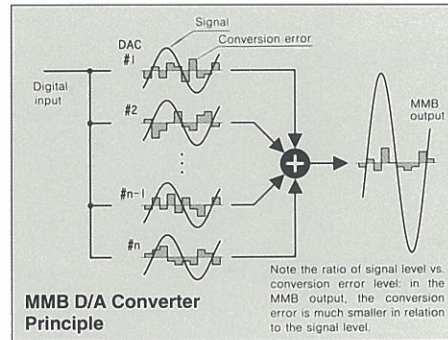 Signal
DAC
Conversion error
#1
Digital
input
#2
MMB
output
#n-1
#n
MMB D/A Converter
Principle
Note the ratio of signal level vs.
conversion error level: in the
MMB output, the conversion
error is much smaller in relation
to the signal level.